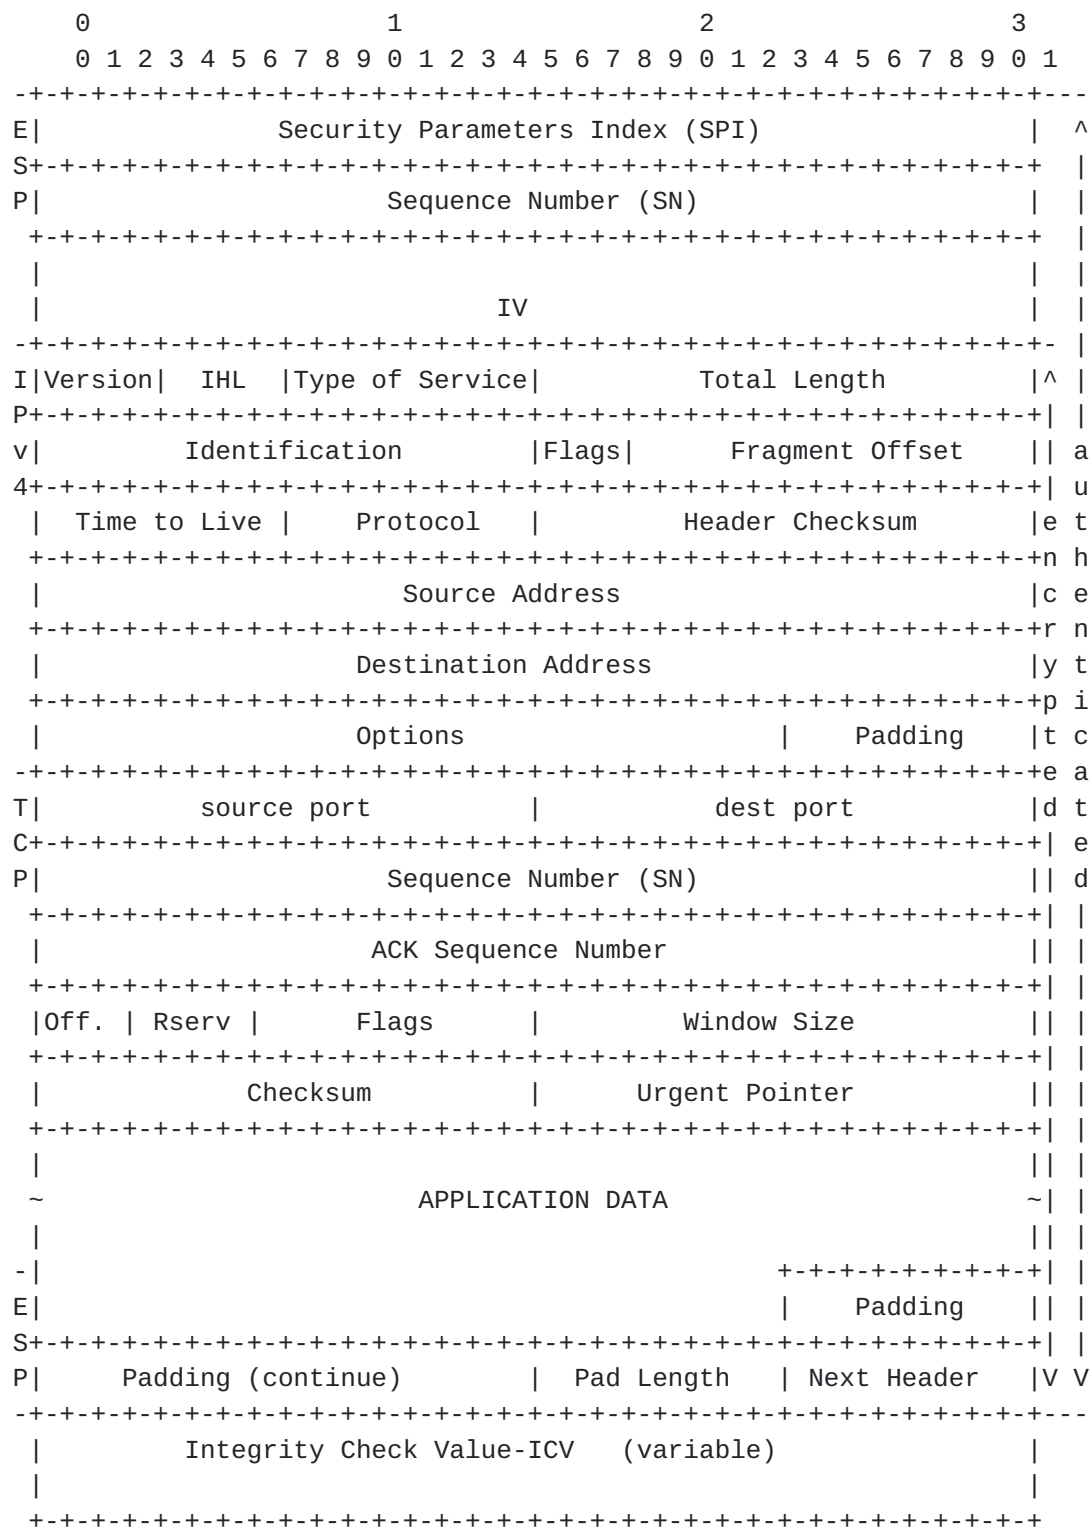 0                   1                   2                   3
    0 1 2 3 4 5 6 7 8 9 0 1 2 3 4 5 6 7 8 9 0 1 2 3 4 5 6 7 8 9 0 1
-+-+-+-+-+-+-+-+-+-+-+-+-+-+-+-+-+-+-+-+-+-+-+-+-+-+-+-+-+-+-+-+-+---
E|               Security Parameters Index (SPI)                 |  ^
S+-+-+-+-+-+-+-+-+-+-+-+-+-+-+-+-+-+-+-+-+-+-+-+-+-+-+-+-+-+-+-+-+  |
P|                      Sequence Number (SN)                     |  |
 +-+-+-+-+-+-+-+-+-+-+-+-+-+-+-+-+-+-+-+-+-+-+-+-+-+-+-+-+-+-+-+-+  |
 |                                                               |  |
 |                             IV                                |  |
-+-+-+-+-+-+-+-+-+-+-+-+-+-+-+-+-+-+-+-+-+-+-+-+-+-+-+-+-+-+-+-+-+- |
I|Version|  IHL  |Type of Service|          Total Length         |^ |
P+-+-+-+-+-+-+-+-+-+-+-+-+-+-+-+-+-+-+-+-+-+-+-+-+-+-+-+-+-+-+-+-+| |
v|         Identification        |Flags|      Fragment Offset    || a
4+-+-+-+-+-+-+-+-+-+-+-+-+-+-+-+-+-+-+-+-+-+-+-+-+-+-+-+-+-+-+-+-+| u
 |  Time to Live |    Protocol   |         Header Checksum       |e t
 +-+-+-+-+-+-+-+-+-+-+-+-+-+-+-+-+-+-+-+-+-+-+-+-+-+-+-+-+-+-+-+-+n h
 |                       Source Address                          |c e
 +-+-+-+-+-+-+-+-+-+-+-+-+-+-+-+-+-+-+-+-+-+-+-+-+-+-+-+-+-+-+-+-+r n
 |                    Destination Address                        |y t
 +-+-+-+-+-+-+-+-+-+-+-+-+-+-+-+-+-+-+-+-+-+-+-+-+-+-+-+-+-+-+-+-+p i
 |                    Options                    |    Padding    |t c
-+-+-+-+-+-+-+-+-+-+-+-+-+-+-+-+-+-+-+-+-+-+-+-+-+-+-+-+-+-+-+-+-+e a
T|          source port          |           dest port           |d t
C+-+-+-+-+-+-+-+-+-+-+-+-+-+-+-+-+-+-+-+-+-+-+-+-+-+-+-+-+-+-+-+-+| e
P|                      Sequence Number (SN)                     || d
 +-+-+-+-+-+-+-+-+-+-+-+-+-+-+-+-+-+-+-+-+-+-+-+-+-+-+-+-+-+-+-+-+| |
 |                     ACK Sequence Number                       || |
 +-+-+-+-+-+-+-+-+-+-+-+-+-+-+-+-+-+-+-+-+-+-+-+-+-+-+-+-+-+-+-+-+| |
 |Off. | Rserv |      Flags      |         Window Size           || |
 +-+-+-+-+-+-+-+-+-+-+-+-+-+-+-+-+-+-+-+-+-+-+-+-+-+-+-+-+-+-+-+-+| |
 |             Checksum          |      Urgent Pointer           || |
 +-+-+-+-+-+-+-+-+-+-+-+-+-+-+-+-+-+-+-+-+-+-+-+-+-+-+-+-+-+-+-+-+| |
 |                                                               || |
 ~                        APPLICATION DATA                       ~| |
 |                                                               || |
-|                                               +-+-+-+-+-+-+-+-+| |
E|                                               |    Padding    || |
S+-+-+-+-+-+-+-+-+-+-+-+-+-+-+-+-+-+-+-+-+-+-+-+-+-+-+-+-+-+-+-+-+| |
P|     Padding (continue)        |  Pad Length   | Next Header   |V V
-+-+-+-+-+-+-+-+-+-+-+-+-+-+-+-+-+-+-+-+-+-+-+-+-+-+-+-+-+-+-+-+-+---
 |         Integrity Check Value-ICV   (variable)                |
 |                                                               |
 +-+-+-+-+-+-+-+-+-+-+-+-+-+-+-+-+-+-+-+-+-+-+-+-+-+-+-+-+-+-+-+-+